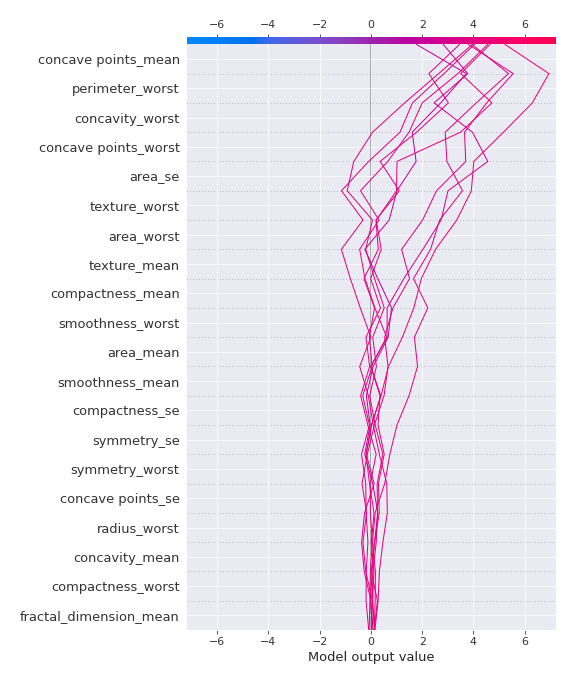 −6 −4 −2 0 2 4 6
concave points_mean
perimeter_worst
concavity_worst
concave points_worst
area_se
texture_worst
area_worst
texture_mean
compactness_mean
smoothness_worst
area_mean
smoothness_mean
compactness_se
symmetry_se
symmetry_worst
concave points_se
radius_worst
concavity_mean
compactness_worst
fractal_dimension_mean
−6 −4 −2 0 2 4 6
Model output value